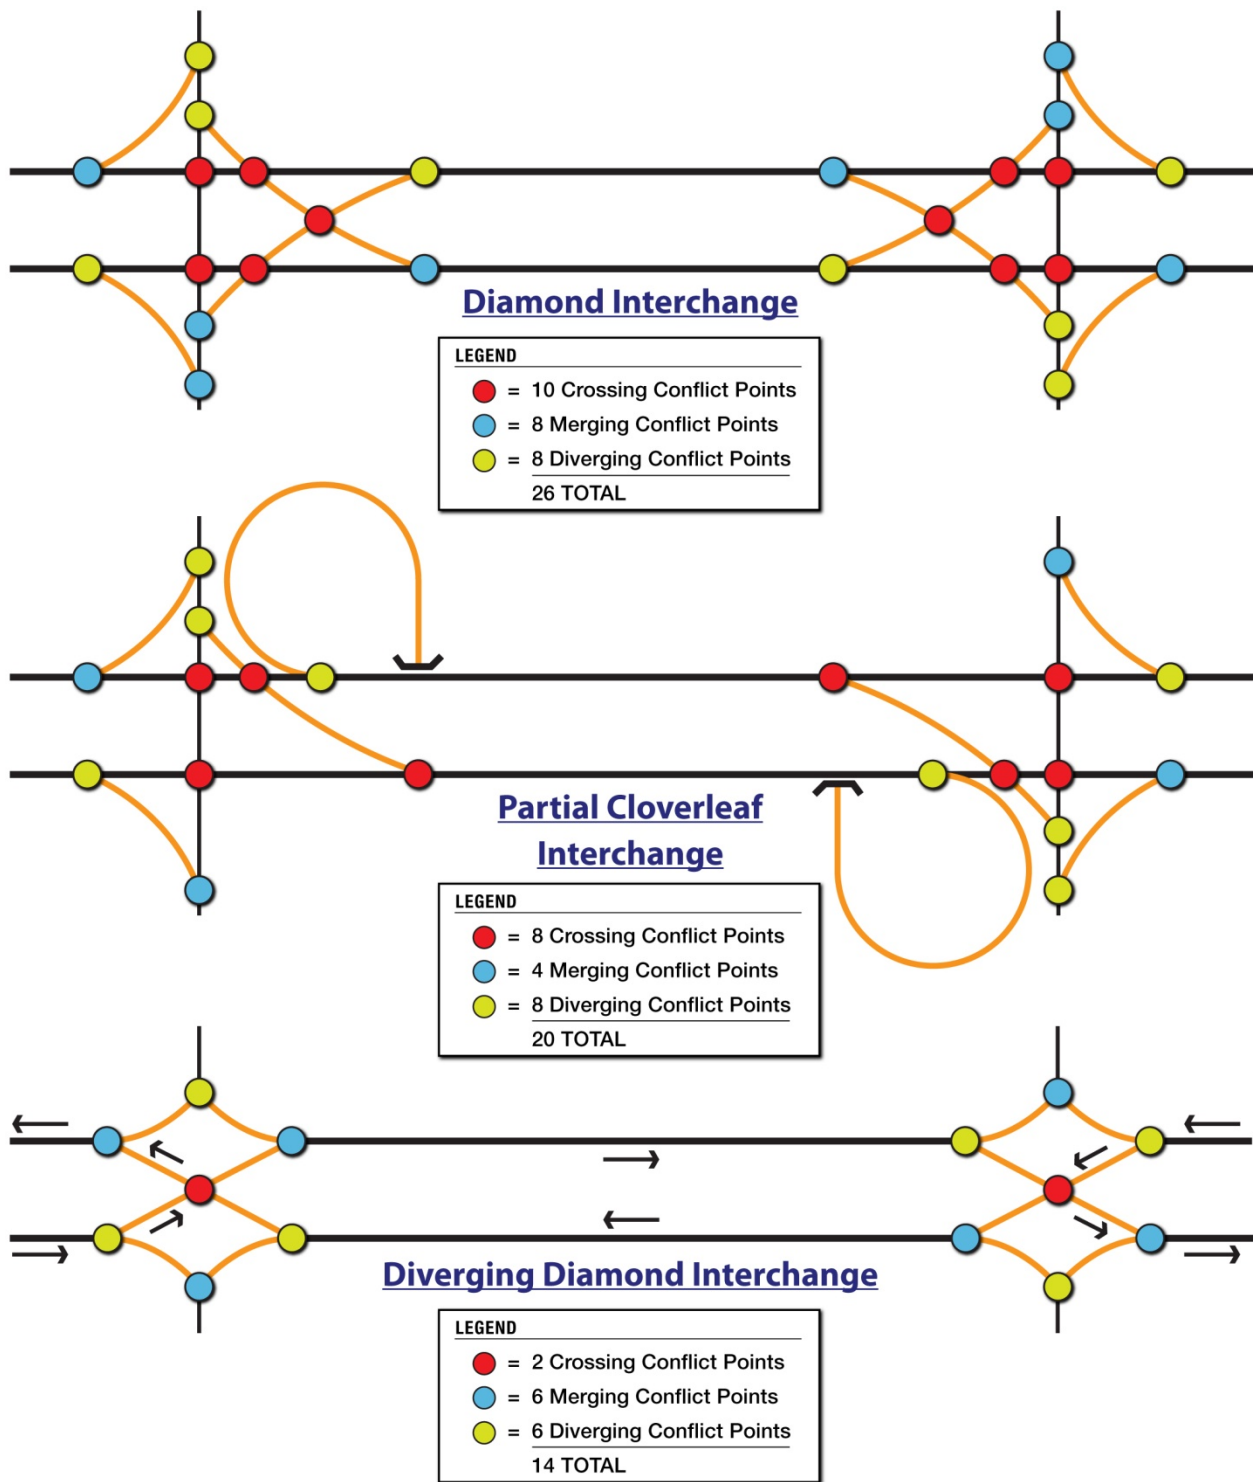 Diamond Interchange
LEGEND
= 10 Crossing Conflict Points
= 8 Merging Conflict Points
= 8 Diverging Conflict Points
26 TOTAL
Partial Cloverleaf
Interchange
LEGEND
= 8 Crossing Conflict Points
= 4 Merging Conflict Points
= 8 Diverging Conflict Points
20 TOTAL
Diverging Diamond Interchange
LEGEND
= 2 Crossing Conflict Points
= 6 Merging Conflict Points
= 6 Diverging Conflict Points
14 TOTAL